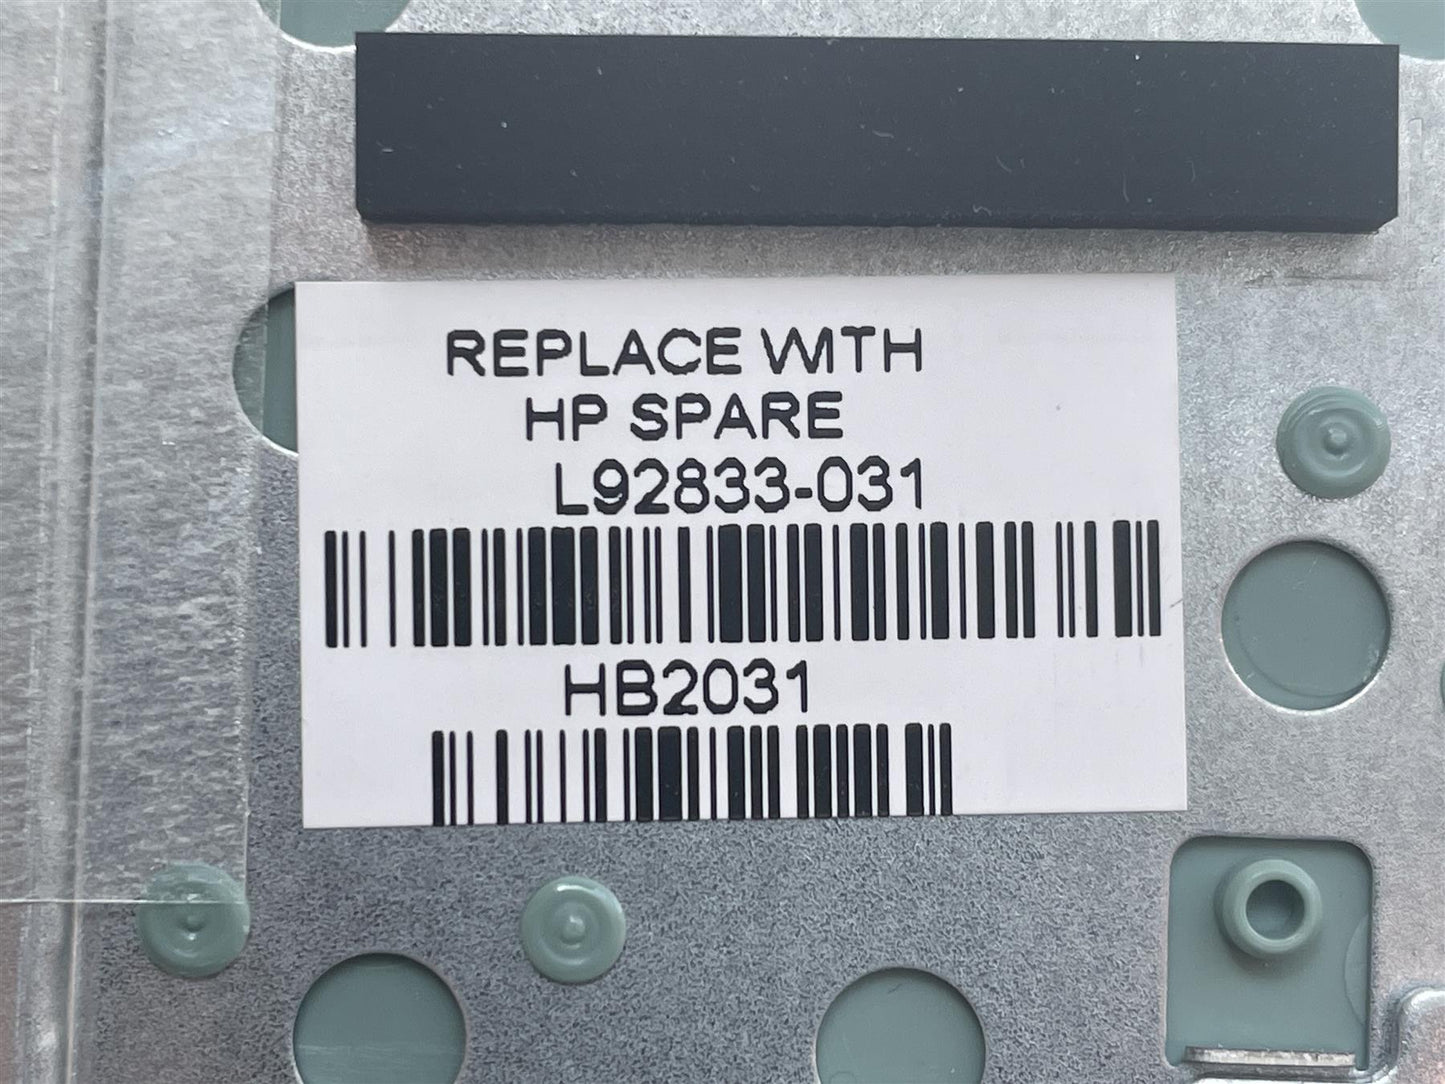 REPLACE WITH
HP SPARE
L92833-031
HB2031